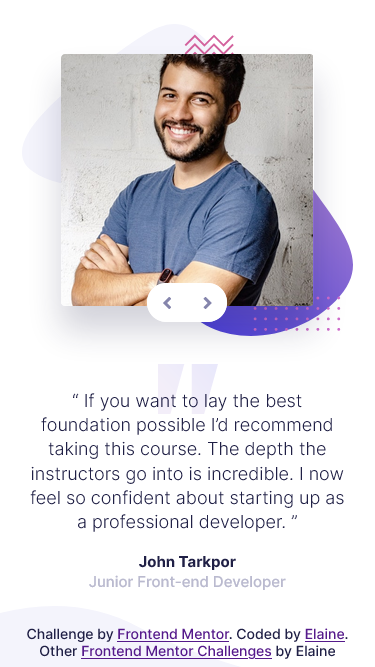 “ If you want to lay the best
foundation possible I’d recommend
taking this course. The depth the
instructors go into is incredible. I now
feel so confident about starting up as
a professional developer. ”
John Tarkpor
Junior Front-end Developer
Challenge by Frontend Mentor. Coded by Elaine.
Other Frontend Mentor Challenges by Elaine